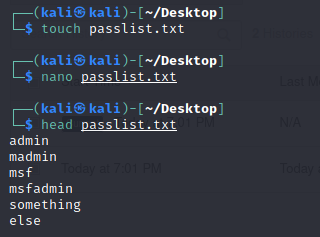 ┌──(kali㉿kali)-[~/Desktop]
└─$ touch passlist.txt
┌──(kali㉿kali)-[~/Desktop]
└─$ nano passlist.txt
┌──(kali㉿kali)-[~/Desktop]
└─$ head passlist.txt
N/A
admin
madmin
Today at 7:01 PM
Today
msf
msfadmin
something
else